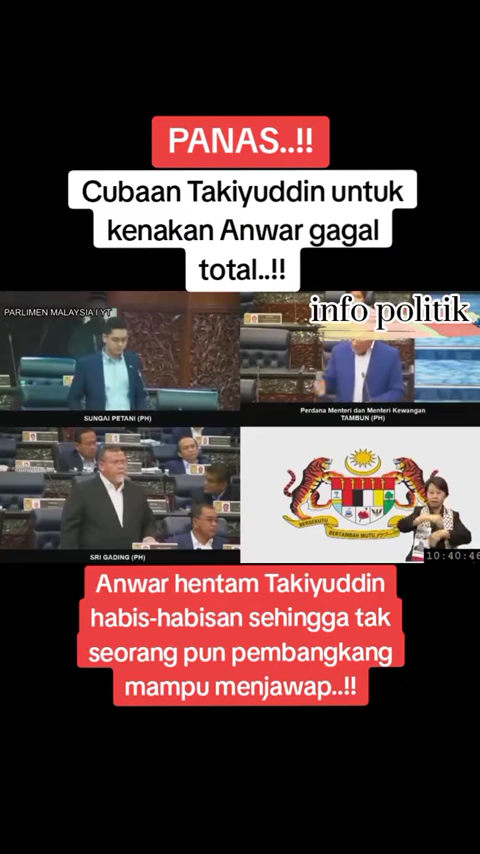 PANAS..!!
Cubaan Takiyuddin untuk
kenakan Anwar gagal
total..!!
PARLIMEN MALAYSIA I YT
info politik
SUNGAI PETANI (PH)
Perdana Menteri dan Menteri Kewangan
TAMBUN (PH)
BERSEKUTU
BERTAMBAH MUTU
SRI GADING (PH)
10:40:46
Anwar hentam Takiyuddin
habis-habisan sehingga tak
seorang pun pembangkang
mampu menjawap..!!